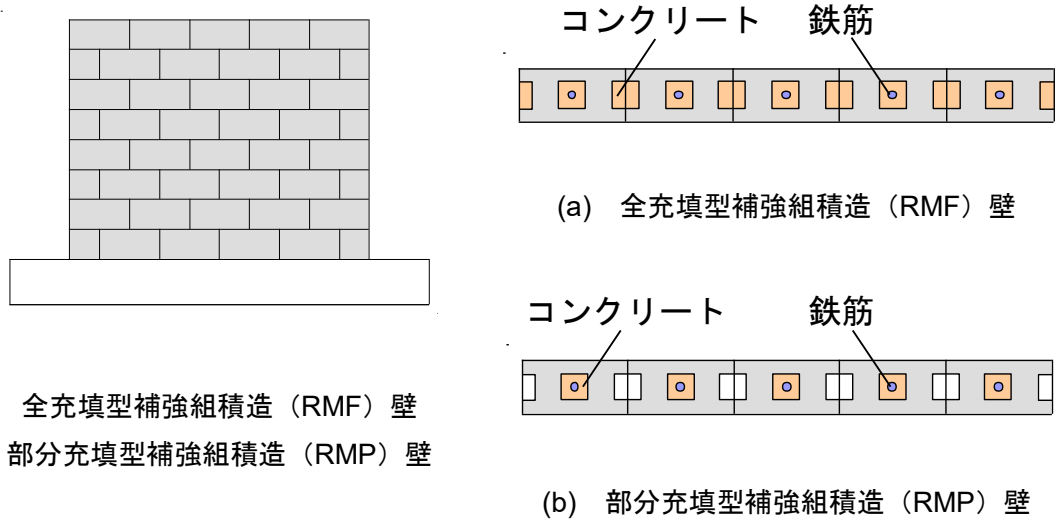 全充填型補強組積造（RMF）壁
部分充填型補強組積造（RMP）壁
コンクリート 鉄筋
(a) 全充填型補強組積造（RMF）壁
コンクリート 鉄筋
(b) 部分充填型補強組積造（RMP）壁